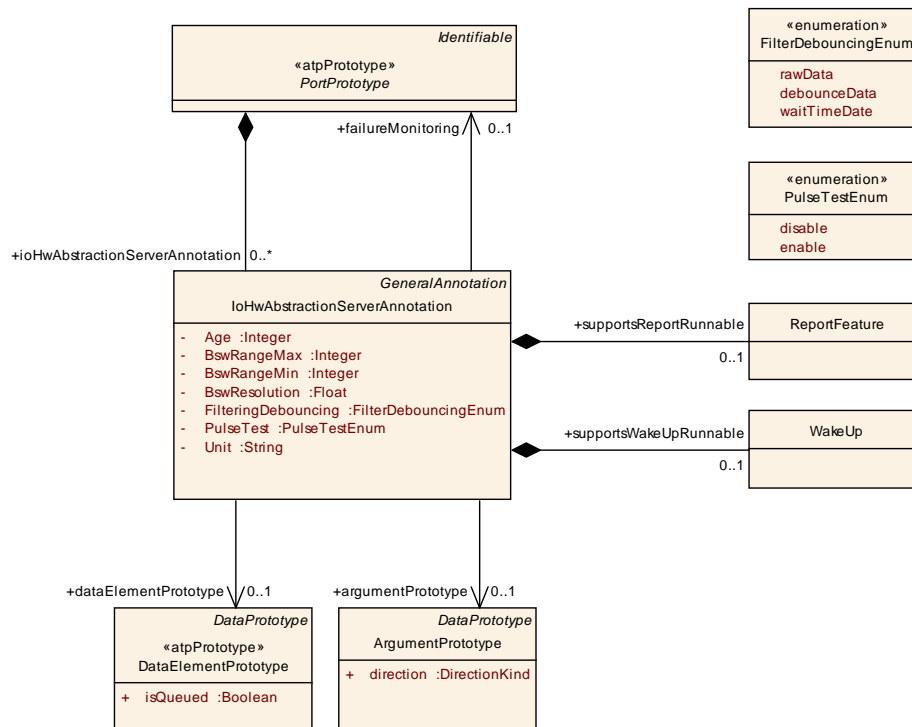 Identifiable
«atpPrototype»
PortPrototype
«enumeration»
FilterDebouncingEnum
rawData
debounceData
waitTimeDate
+failureMonitoring 0..1
«enumeration»
PulseTestEnum
disable
enable
+ioHwAbstractionServerAnnotation 0..*
GeneralAnnotation
IoHwAbstractionServerAnnotation
- Age :Integer
- BswRangeMax :Integer
- BswRangeMin :Integer
- BswResolution :Float
- FilteringDebouncing :FilterDebouncingEnum
- PulseTest :PulseTestEnum
- Unit :String
+supportsReportRunnable
0..1
ReportFeature
+supportsWakeUpRunnable
0..1
WakeUp
+dataElementPrototype 0..1
+argumentPrototype 0..1
DataPrototype
«atpPrototype»
DataElementPrototype
+ isQueued :Boolean
DataPrototype
ArgumentPrototype
+ direction :DirectionKind